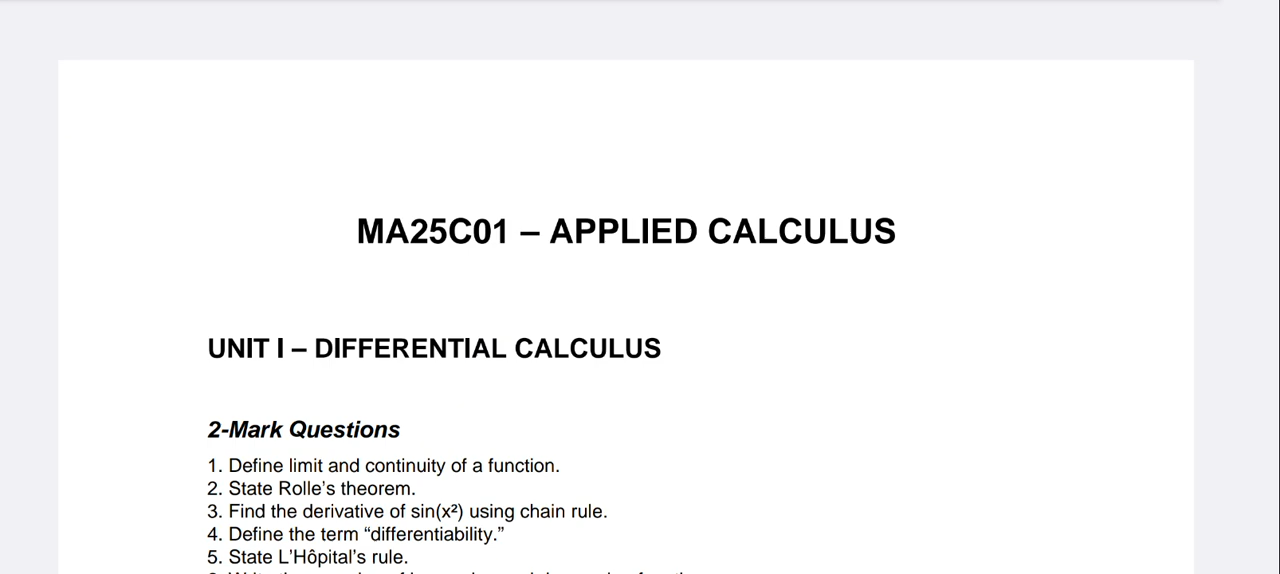 MA25C01 – APPLIED CALCULUS
UNIT I – DIFFERENTIAL CALCULUS
2-Mark Questions
1. Define limit and continuity of a function.
2. State Rolle’s theorem.
3. Find the derivative of sin(x²) using chain rule.
4. Define the term “differentiability.”
5. State L’Hôpital’s rule.